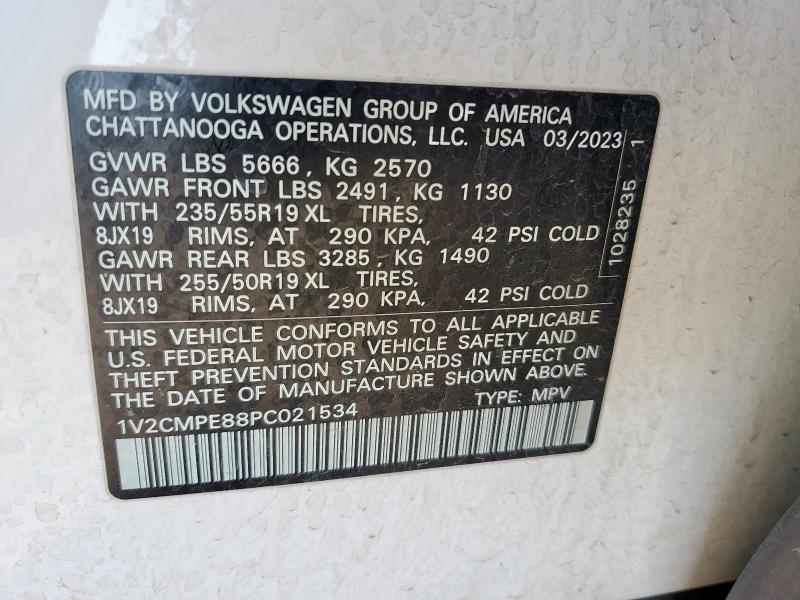 MFD BY VOLKSWAGEN GROUP OF AMERICA
CHATTANOOGA OPERATIONS, LLC. USA 03/2023
GVWR LBS 5666, KG 2570
GAWR FRONT LBS 2491, KG 1130
WITH 235/55R19 XL TIRES,
8JX19 RIMS, AT 290 KPA, 42 PSI COLD
GAWR REAR LBS 3285, KG 1490
WITH 255/50R19 XL TIRES,
8JX19 RIMS, AT 290 KPA, 42 PSI COLD
THIS VEHICLE CONFORMS TO ALL APPLICABLE
U.S. FEDERAL MOTOR VEHICLE SAFETY AND
THEFT PREVENTION STANDARDS IN EFFECT ON
THE DATE OF MANUFACTURE SHOWN ABOVE.
1V2CMPE88PC021534 TYPE: MPV
1028235 1